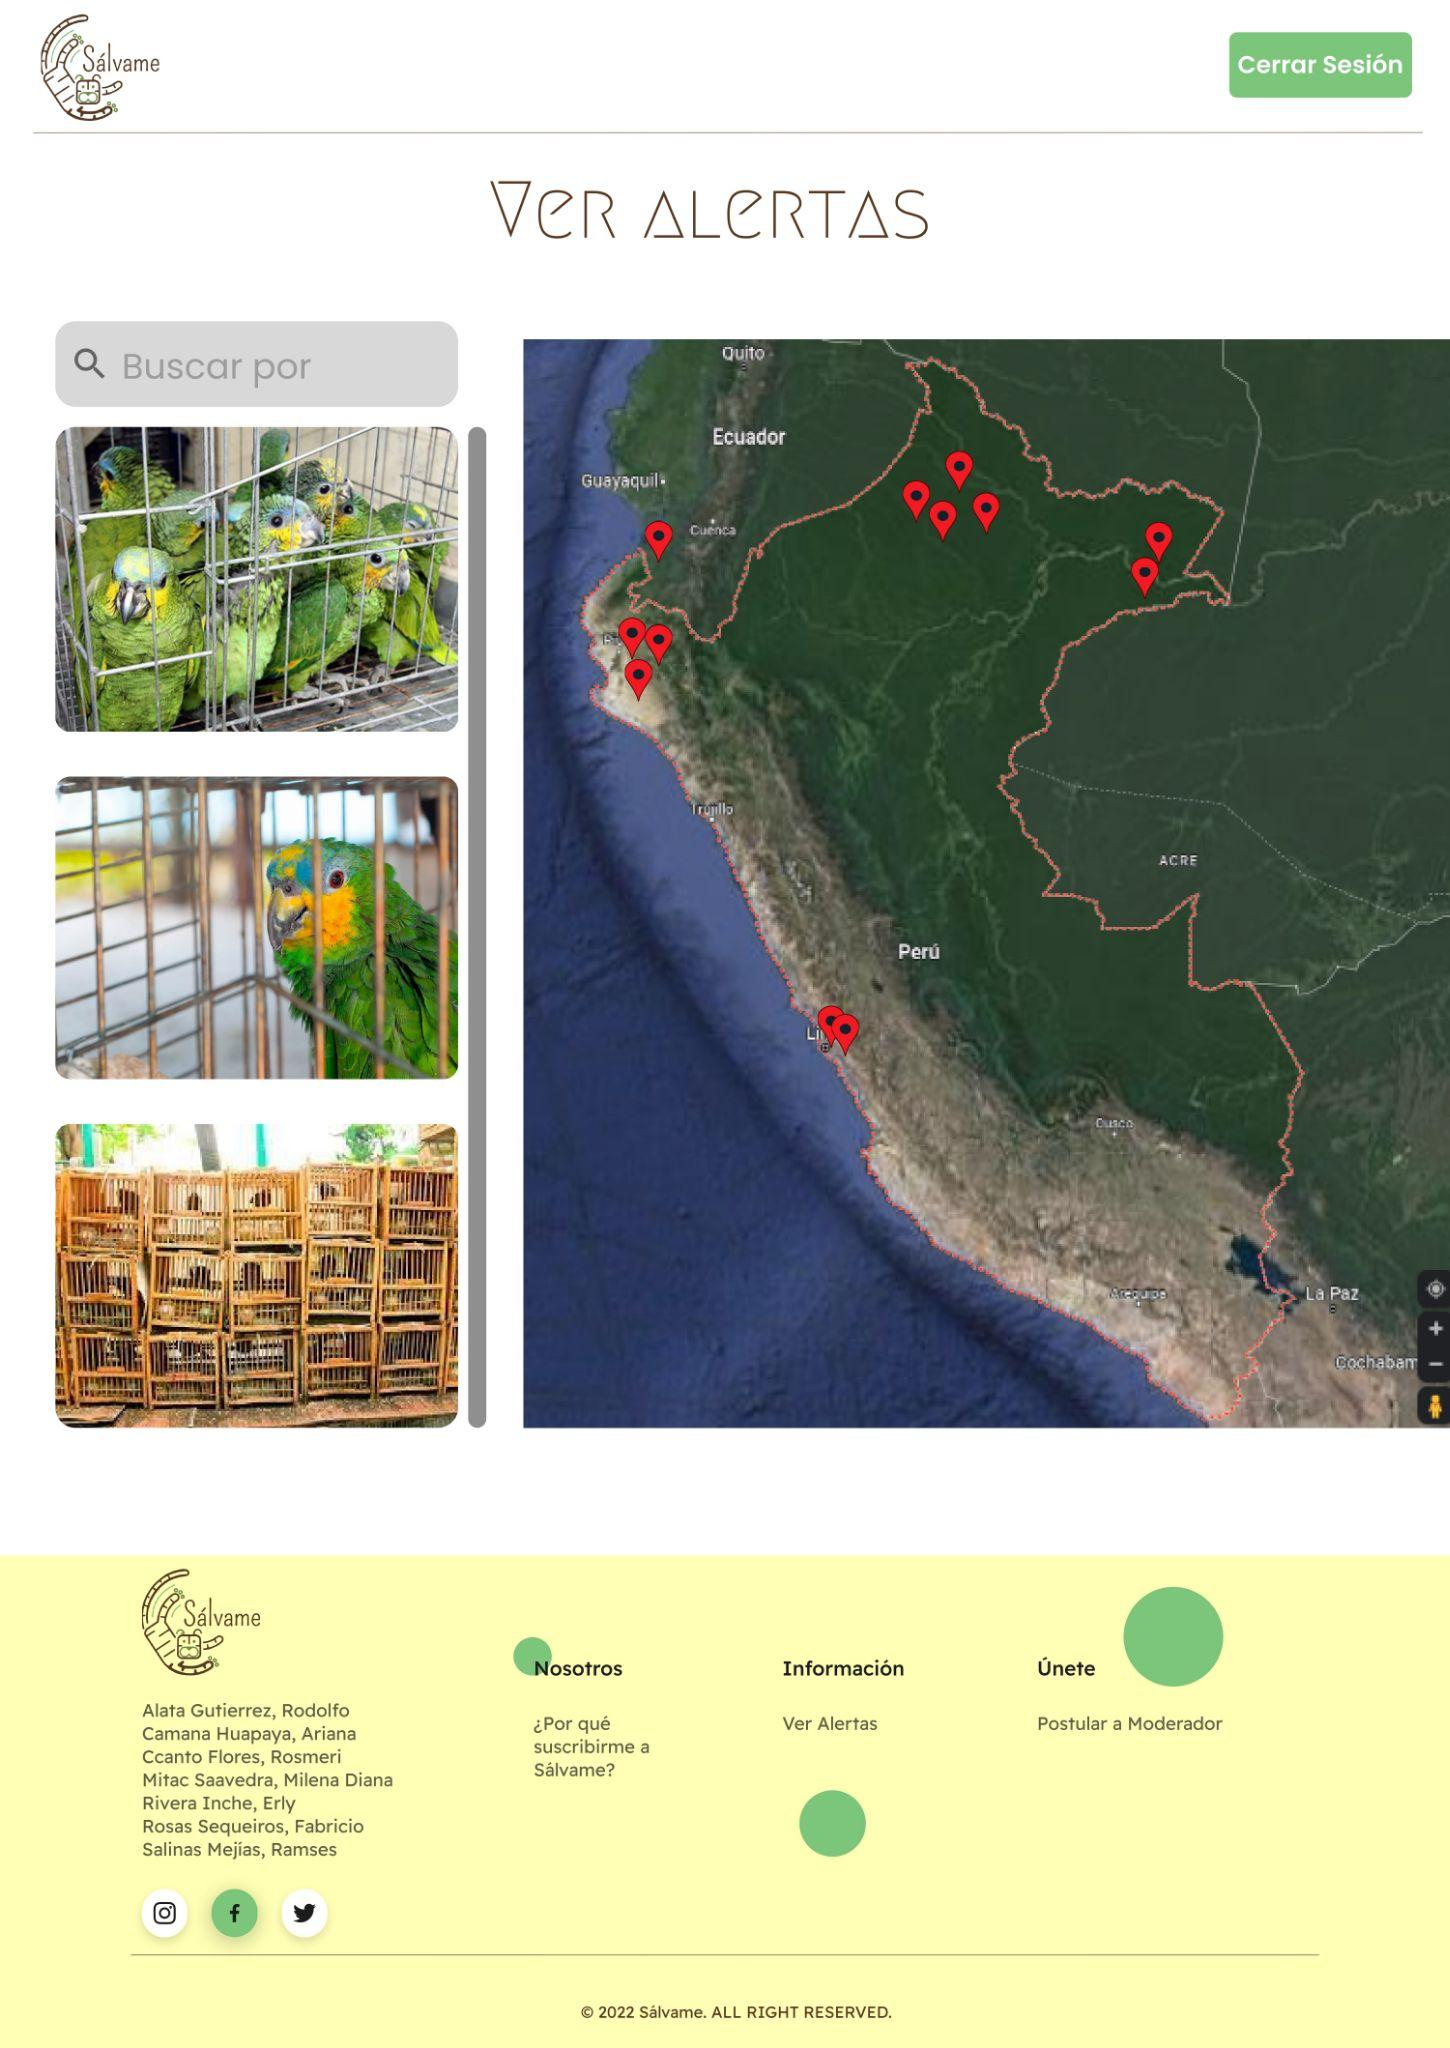 Sálvame
Cerrar Sesión
Ver alertas
Buscar por
Quito
Ecuador
Guayaquil
Cuenca
Trujillo
ACRE
Perú
Cusco
Arequipa
La Paz
Cochabam
Sálvame
Alata Gutierrez, Rodolfo
Camana Huapaya, Ariana
Ccanto Flores, Rosmeri
Mitac Saavedra, Milena Diana
Rivera Inche, Erly
Rosas Sequeiros, Fabricio
Salinas Mejías, Ramses
Nosotros
¿Por qué
suscribirme a
Sálvame?
Información
Ver Alertas
Únete
Postular a Moderador
© 2022 Sálvame. ALL RIGHT RESERVED.